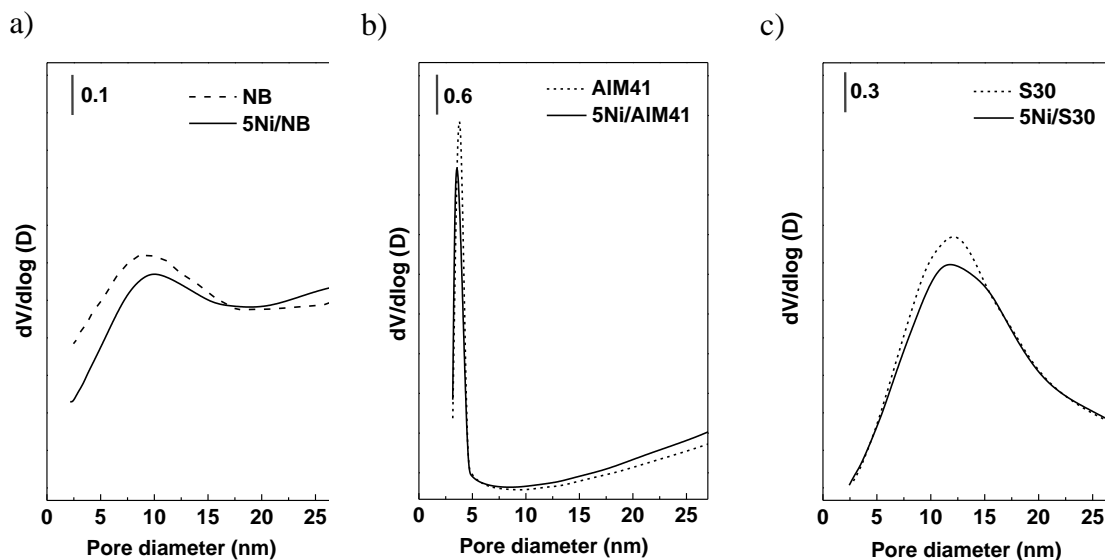 a)
0.1
NB
5Ni/NB
dV/dlog (D)
0 5 10 15 20 25
Pore diameter (nm)
b)
0.6
AlM41
5Ni/AlM41
dV/dlog (D)
0 5 10 15 20 25
Pore diameter (nm)
c)
0.3
S30
5Ni/S30
dV/dlog (D)
0 5 10 15 20 25
Pore diameter (nm)